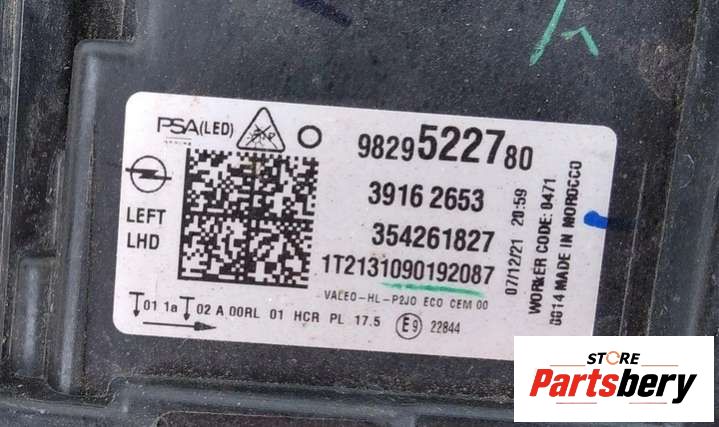 PSA(LED)
9829522780
LEFT
LHD
3916 2653
354261827
1T2131090192087
VALEO-HL-P2JO ECO CEM 00
01 1a 02 A 00RL 01 HCR PL 17.5 E9 22844
07/12/21 20:59
WORKER CODE: 0471
0014 MADE IN MOROCCO
STORE
Partsbery